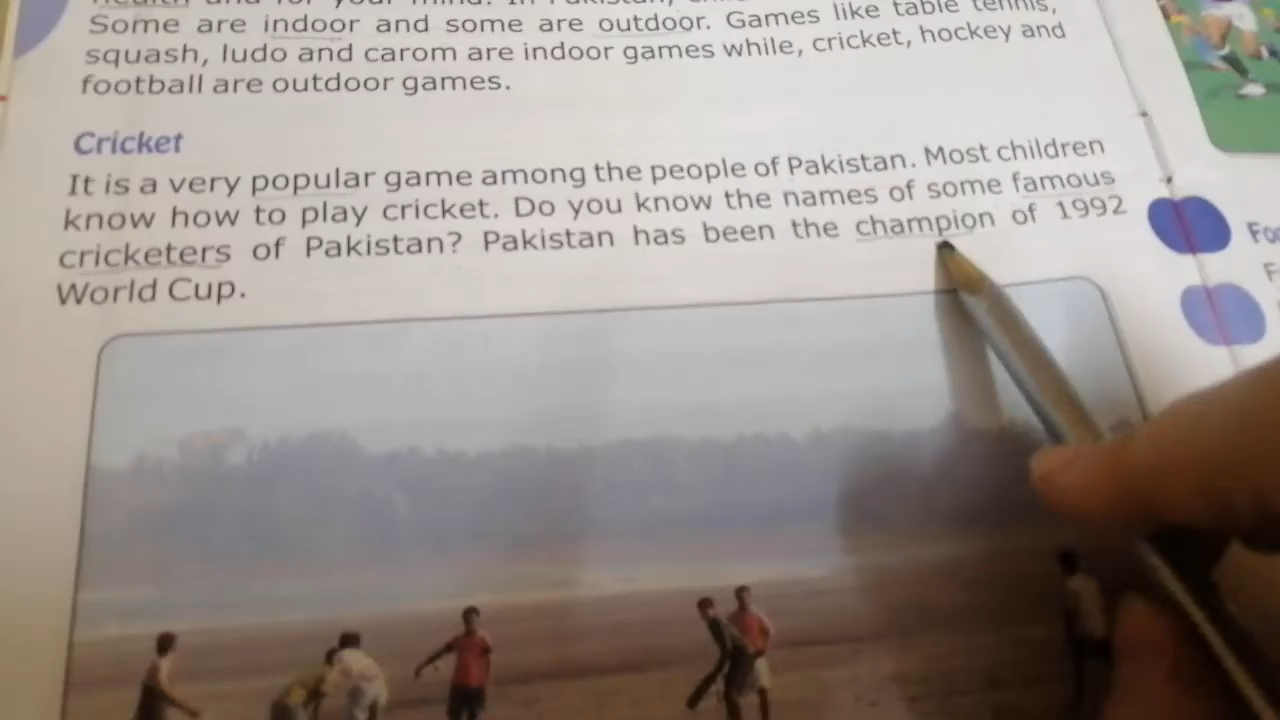 Some are indoor and some are outdoor. Games like table tennis,
squash, ludo and carom are indoor games while, cricket, hockey and
football are outdoor games.
Cricket
It is a very popular game among the people of Pakistan. Most children
know how to play cricket. Do you know the names of some famous
cricketers of Pakistan? Pakistan has been the champion of 1992
World Cup.